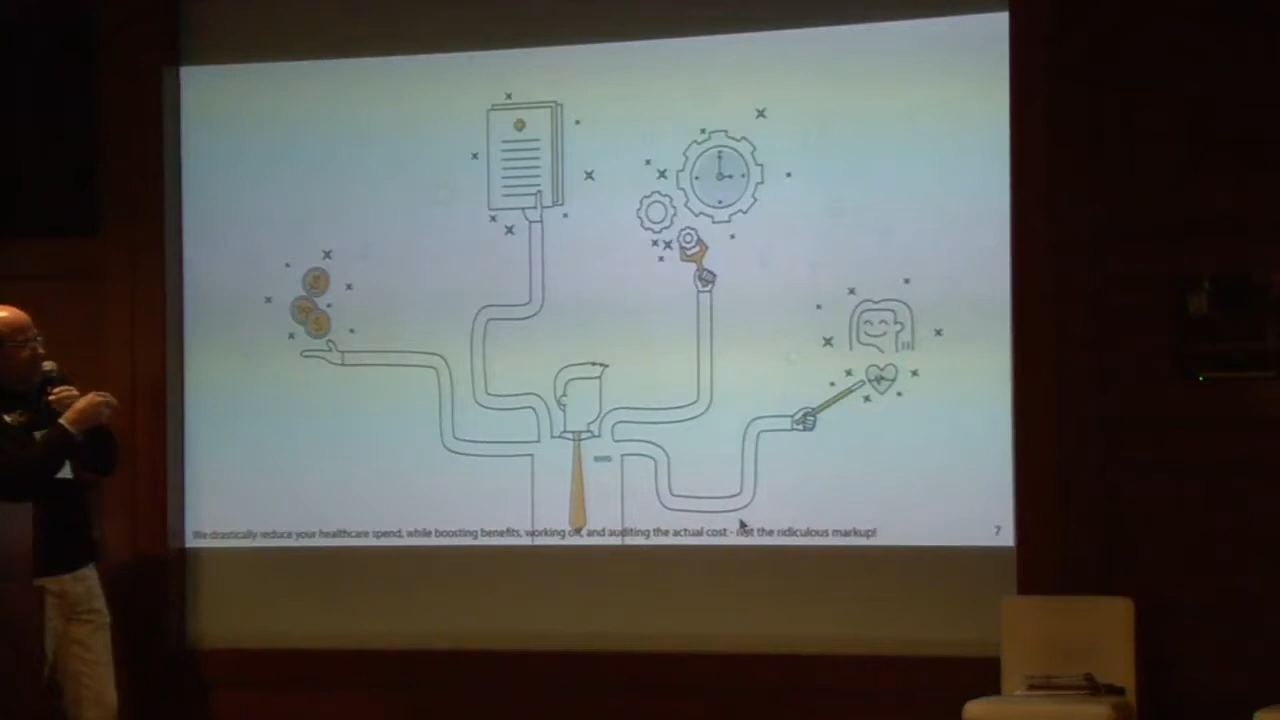 We drastically reduce your healthcare spend, while boosting benefits, working off, and auditing the actual cost - not the ridiculous markup!
7